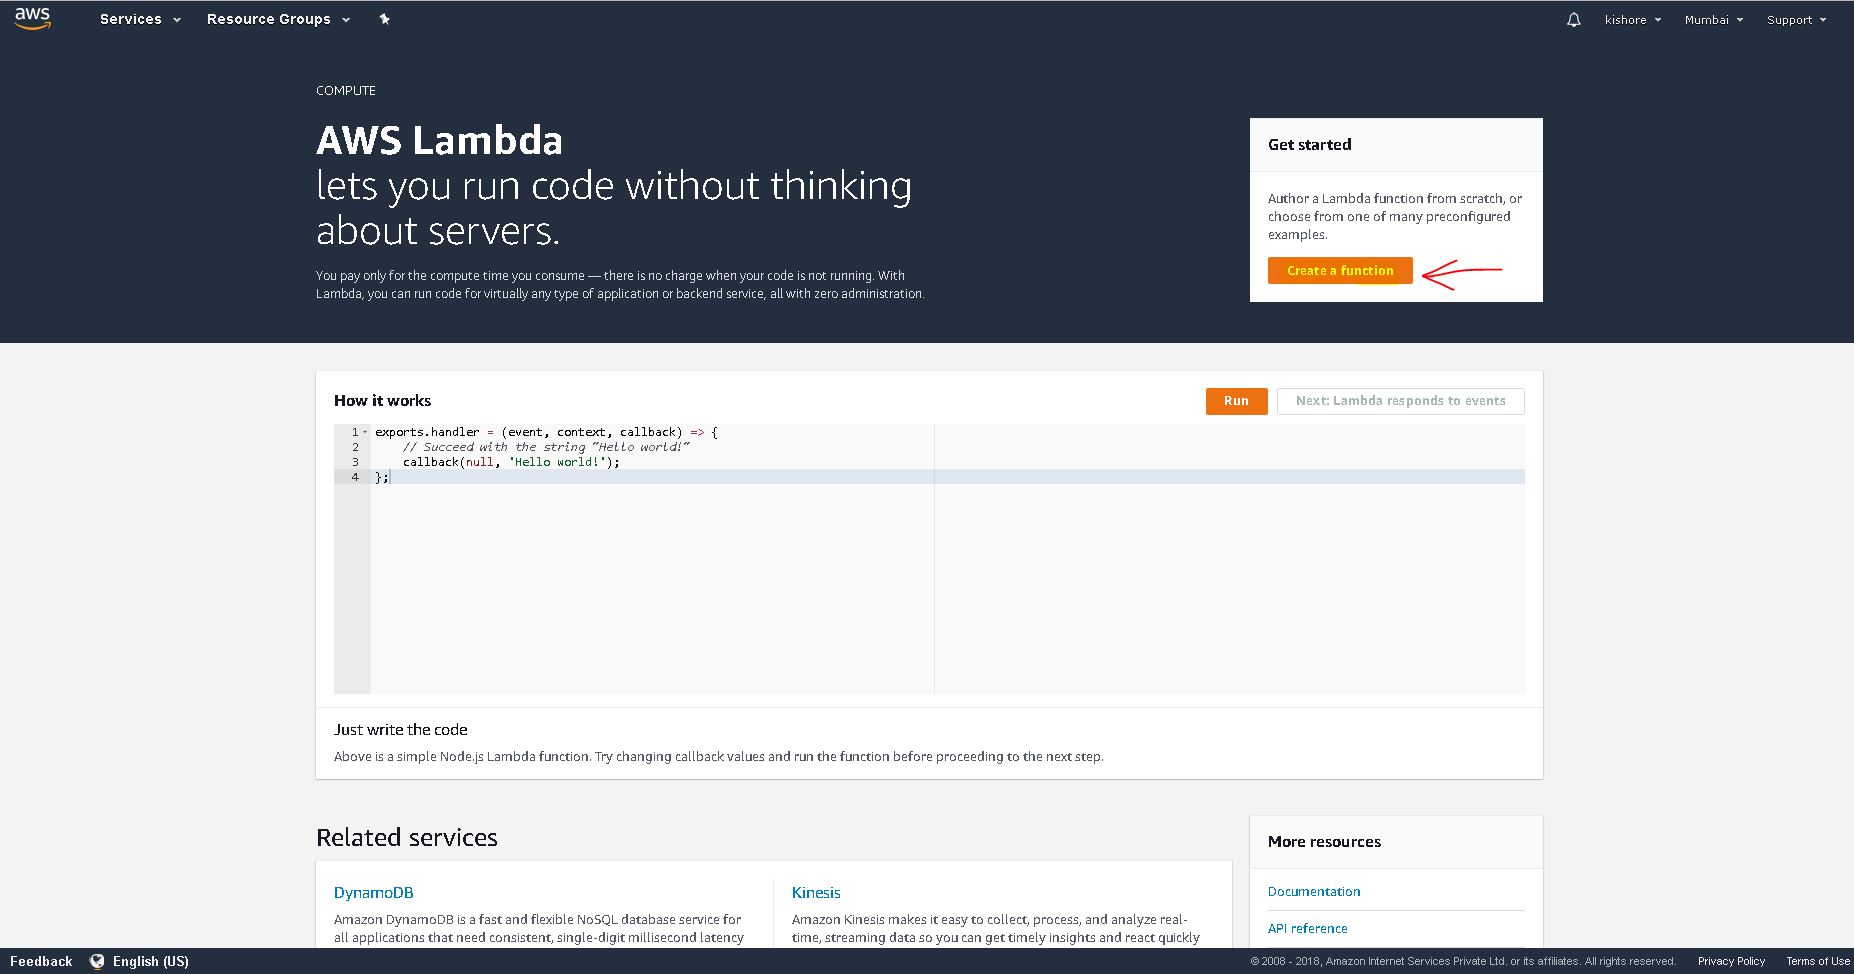 aws
Services
Resource Groups
kishore
Mumbai
Support
COMPUTE
AWS Lambda
lets you run code without thinking
about servers.
You pay only for the compute time you consume — there is no charge when your code is not running. With
Lambda, you can run code for virtually any type of application or backend service, all with zero administration.
Get started
Author a Lambda function from scratch, or
choose from one of many preconfigured
examples.
Create a function
How it works
Run
Next: Lambda responds to events
1 exports.handler = (event, context, callback) => {
2 // Succeed with the string "Hello world!"
3 callback(null, 'Hello world!');
4 };
Just write the code
Above is a simple Node.js Lambda function. Try changing callback values and run the function before proceeding to the next step.
Related services
DynamoDB
Amazon DynamoDB is a fast and flexible NoSQL database service for
all applications that need consistent, single-digit millisecond latency
Kinesis
Amazon Kinesis makes it easy to collect, process, and analyze real-
time, streaming data so you can get timely insights and react quickly
More resources
Documentation
API reference
Feedback
English (US)
© 2008 - 2018, Amazon Internet Services Private Ltd. or its affiliates. All rights reserved.
Privacy Policy
Terms of Use